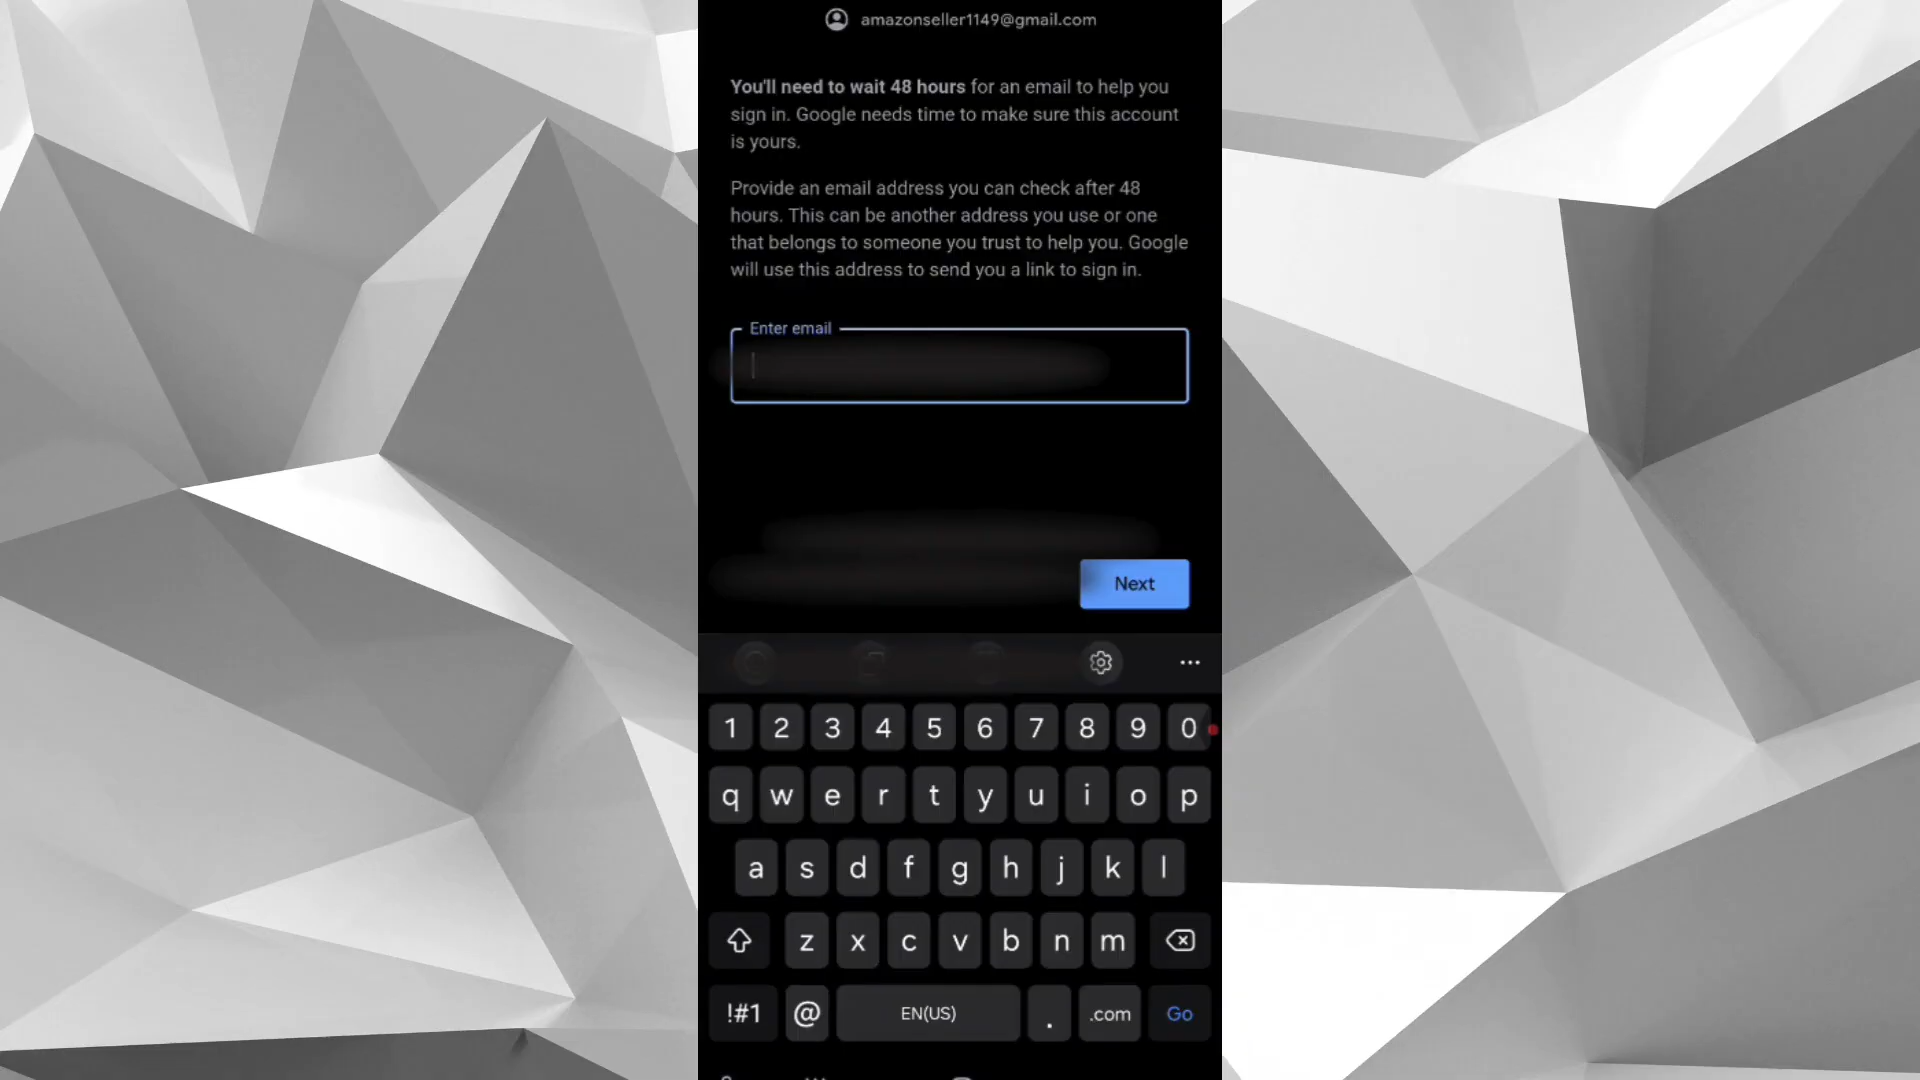 amazonseller1149@gmail.com
You'll need to wait 48 hours for an email to help you
sign in. Google needs time to make sure this account
is yours.
Provide an email address you can check after 48
hours. This can be another address you use or one
that belongs to someone you trust to help you. Google
will use this address to send you a link to sign in.
Enter email
Next
1 2 3 4 5 6 7 8 9 0
q w e r t y u i o p
a s d f g h j k l
z x c v b n m
!#1 @ EN(US) . .com Go